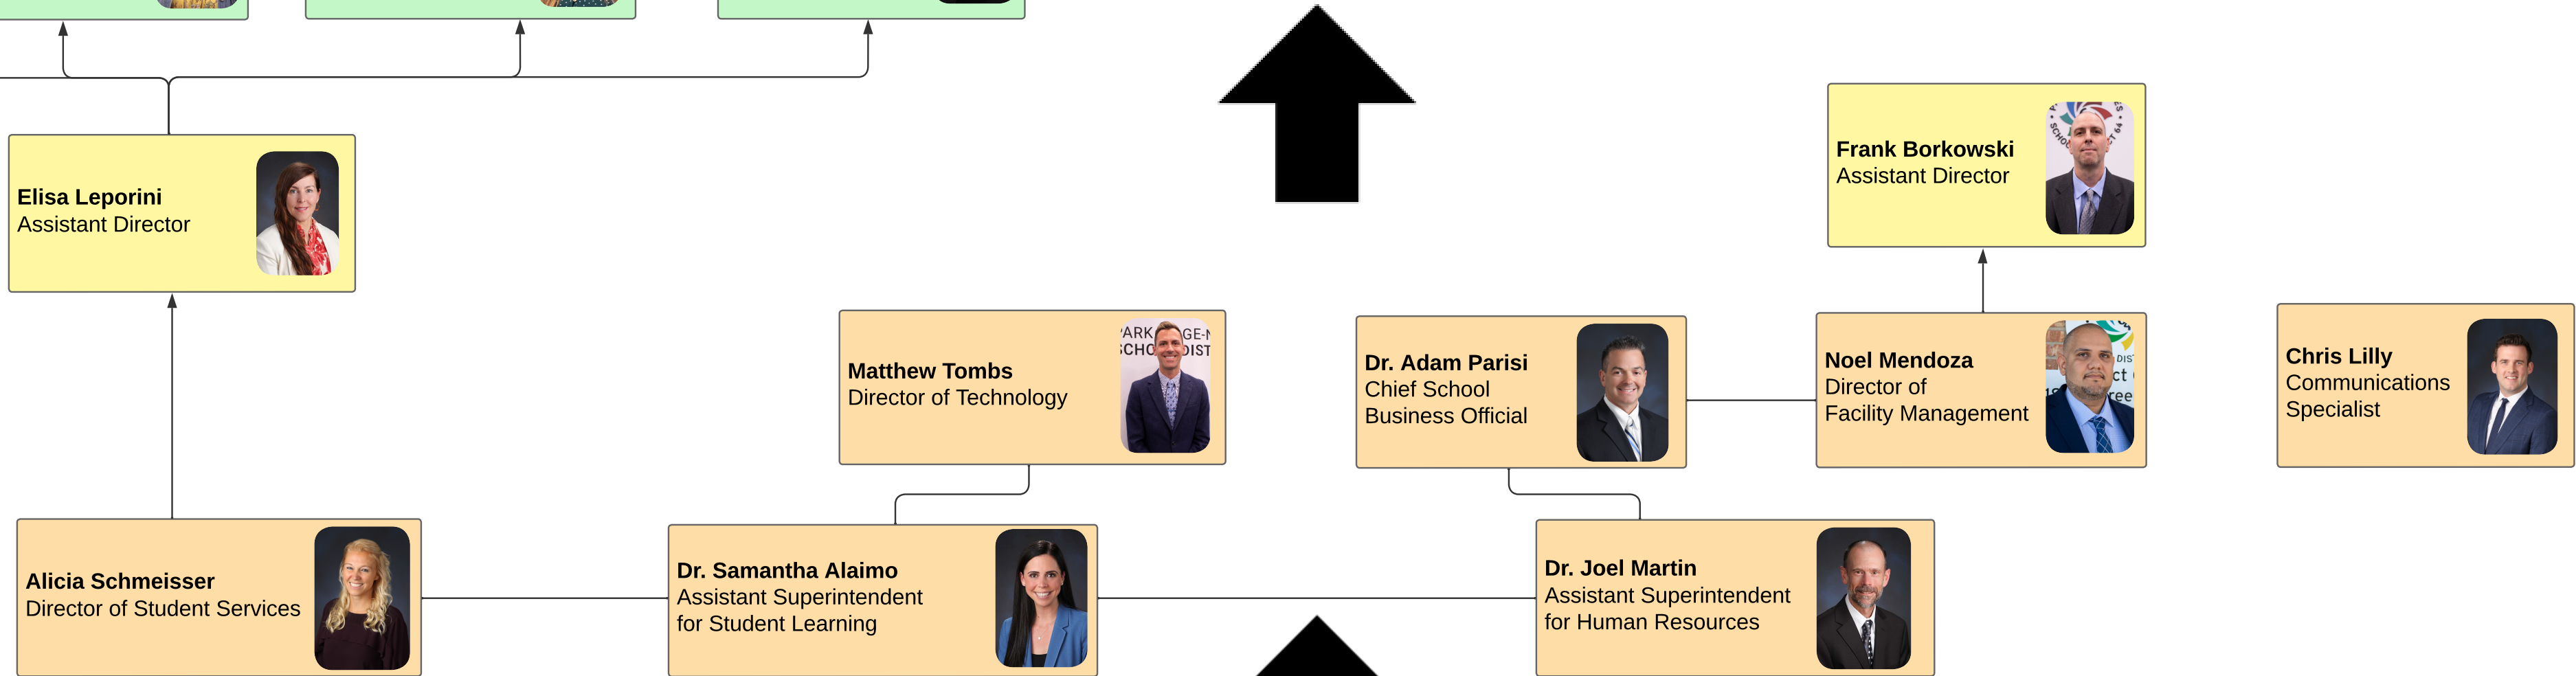 Frank Borkowski
Assistant Director
Elisa Leporini
Assistant Director
Matthew Tombs
Director of Technology
Dr. Adam Parisi
Chief School
Business Official
Noel Mendoza
Director of
Facility Management
Chris Lilly
Communications
Specialist
Alicia Schmeisser
Director of Student Services
Dr. Samantha Alaimo
Assistant Superintendent
for Student Learning
Dr. Joel Martin
Assistant Superintendent
for Human Resources